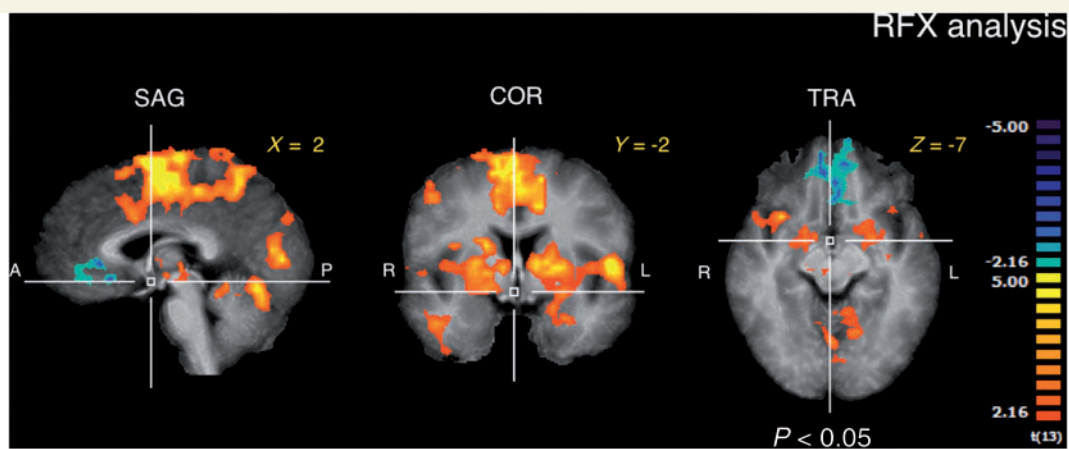 RFX analysis
SAG
COR
TRA
X = 2
Y = -2
Z = -7
-5.00
-2.16
5.00
2.16
t(13)
A
P
R
L
R
L
P < 0.05